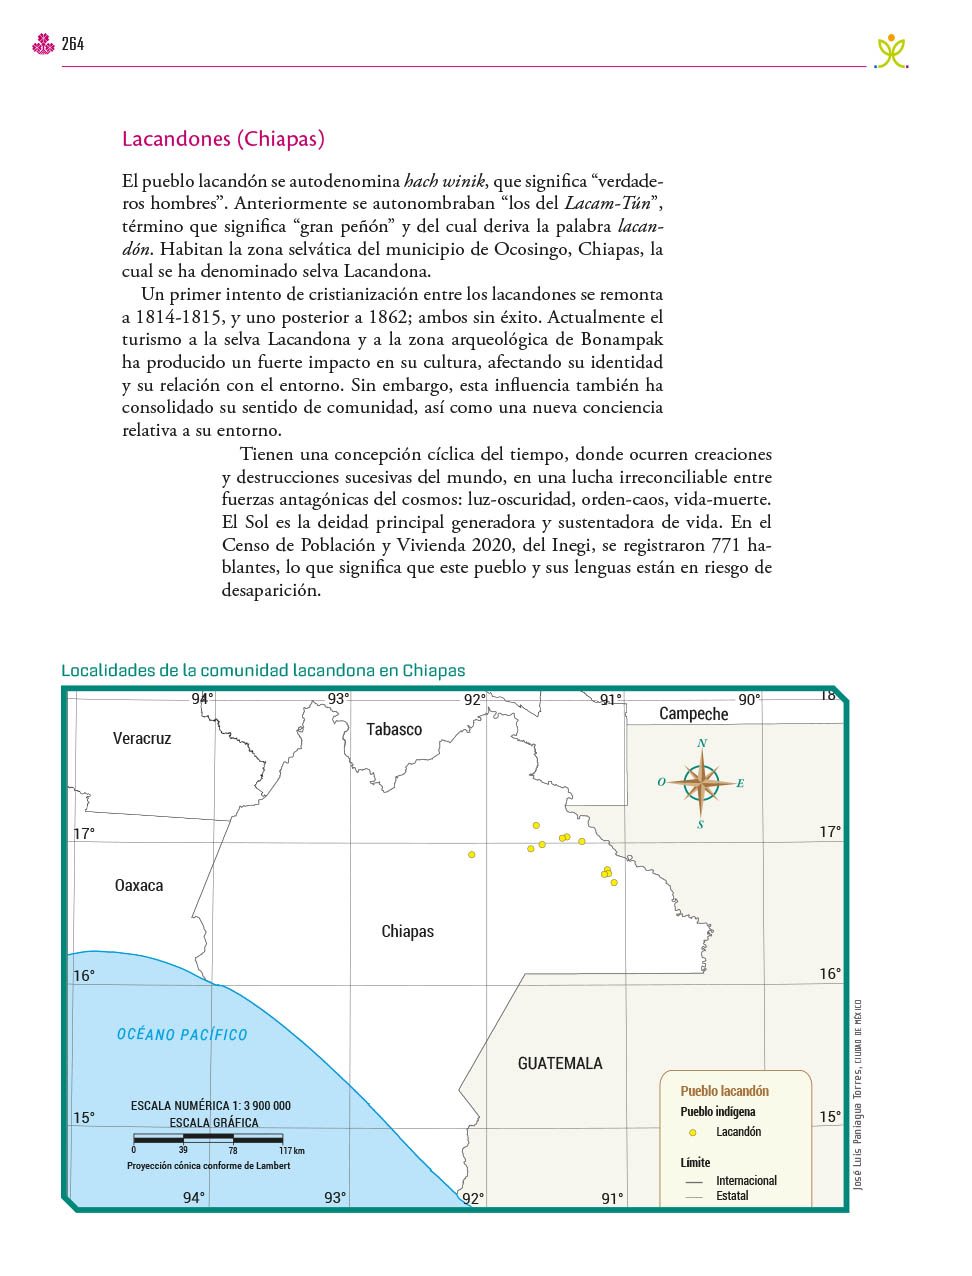 264
Lacandones (Chiapas)
El pueblo lacandón se autodenomina hach winik, que significa “verdade-
ros hombres”. Anteriormente se autonombraban “los del Lacam-Tún”,
término que significa “gran peñón” y del cual deriva la palabra lacan-
dón. Habitan la zona selvática del municipio de Ocosingo, Chiapas, la
cual se ha denominado selva Lacandona.
Un primer intento de cristianización entre los lacandones se remonta
a 1814-1815, y uno posterior a 1862; ambos sin éxito. Actualmente el
turismo a la selva Lacandona y a la zona arqueológica de Bonampak
ha producido un fuerte impacto en su cultura, afectando su identidad
y su relación con el entorno. Sin embargo, esta influencia también ha
consolidado su sentido de comunidad, así como una nueva conciencia
relativa a su entorno.
Tienen una concepción cíclica del tiempo, donde ocurren creaciones
y destrucciones sucesivas del mundo, en una lucha irreconciliable entre
fuerzas antagónicas del cosmos: luz-oscuridad, orden-caos, vida-muerte.
El Sol es la deidad principal generadora y sustentadora de vida. En el
Censo de Población y Vivienda 2020, del Inegi, se registraron 771 ha-
blantes, lo que significa que este pueblo y sus lenguas están en riesgo de
desaparición.
Localidades de la comunidad lacandona en Chiapas
94° 93° 92° 91° 90° 18
Veracruz
Tabasco
Campeche
N
O E
S
17° 17°
Oaxaca
Chiapas
16° 16°
OCÉANO PACÍFICO
GUATEMALA
ESCALA NUMÉRICA 1: 3 900 000
ESCALA GRÁFICA
0 39 78 117 km
Proyección cónica conforme de Lambert
15° 15°
Pueblo lacandón
Pueblo indígena
Lacandón
Límite
Internacional
Estatal
94° 93° 92° 91°
José Luis Paniagua Torres, CIUDAD DE MÉXICO